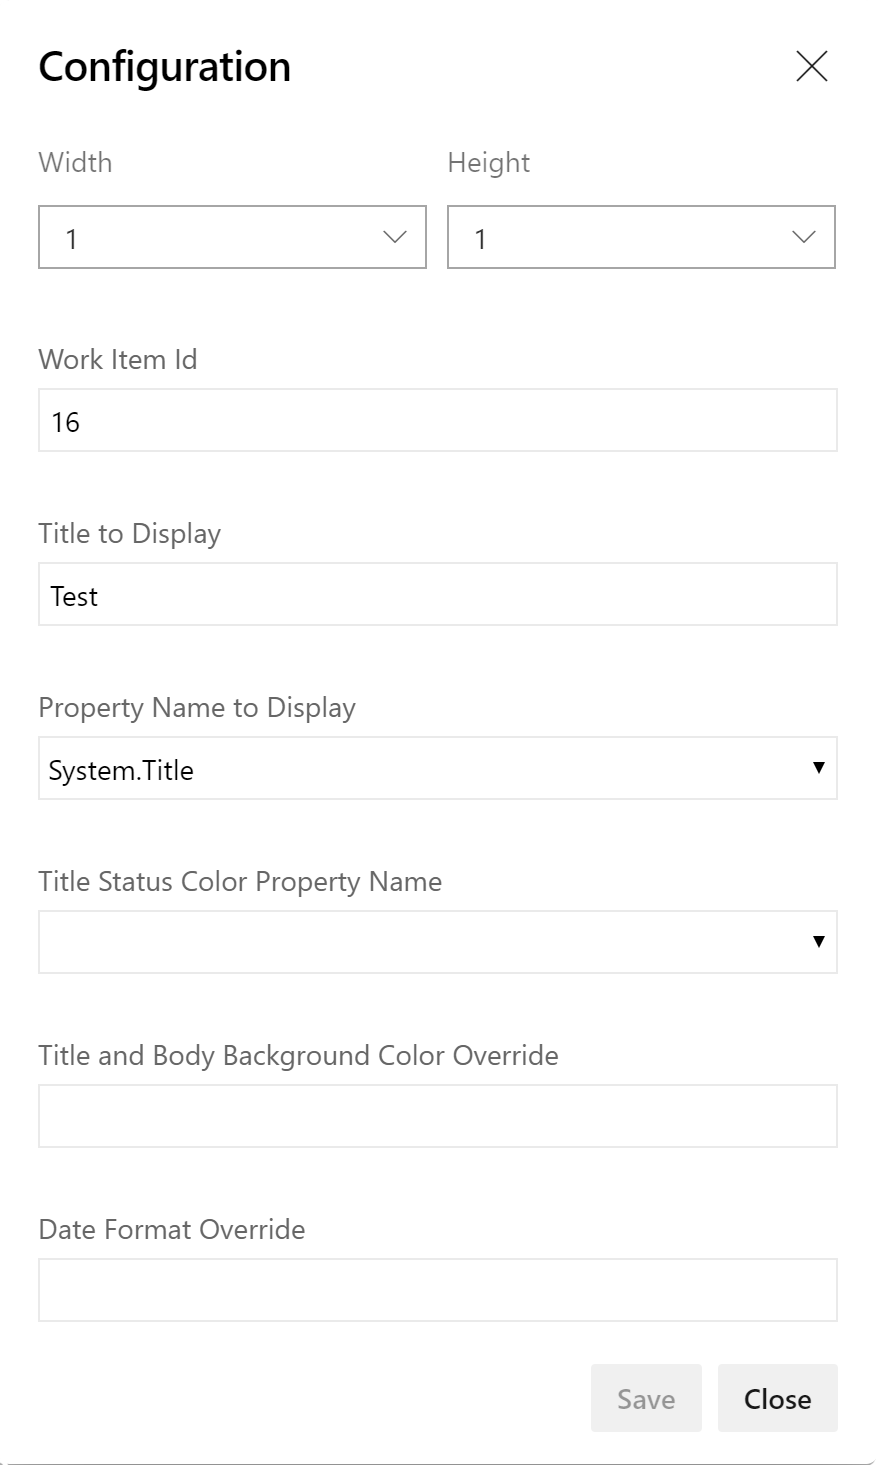 Configuration
Width Height
1 1
Work Item Id
16
Title to Display
Test
Property Name to Display
System.Title
Title Status Color Property Name
Title and Body Background Color Override
Date Format Override
Save Close